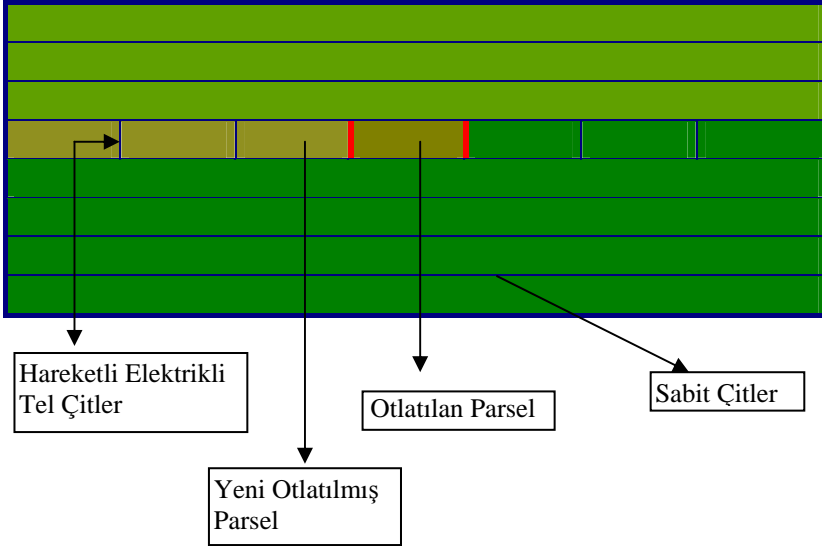 Hareketli Elektrikli
Tel Çitler
Otlatılan Parsel
Sabit Çitler
Yeni Otlatılmış
Parsel